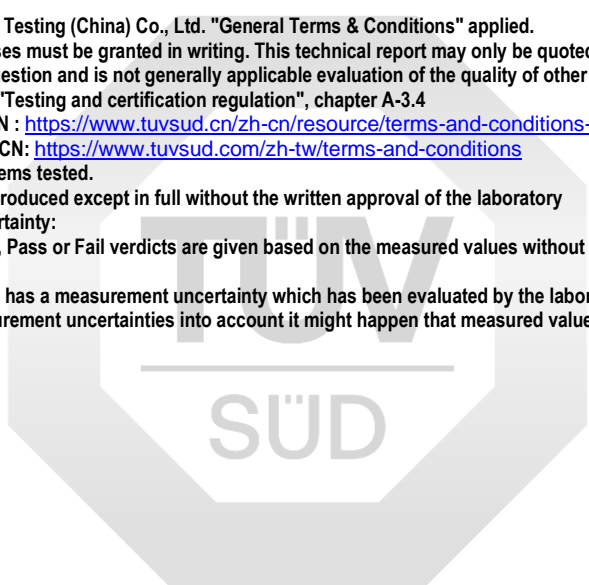 Testing (China) Co., Ltd. "General Terms & Conditions" applied.
ses must be granted in writing. This technical report may only be quoted
estion and is not generally applicable evaluation of the quality of other
"Testing and certification regulation", chapter A-3.4
N : https://www.tuvsud.cn/zh-cn/resource/terms-and-conditions-
CN: https://www.tuvsud.com/zh-tw/terms-and-conditions
ems tested.
roduced except in full without the written approval of the laboratory
rtainty:
, Pass or Fail verdicts are given based on the measured values without
has a measurement uncertainty which has been evaluated by the labor
urement uncertainties into account it might happen that measured value
TÜV
SÜD